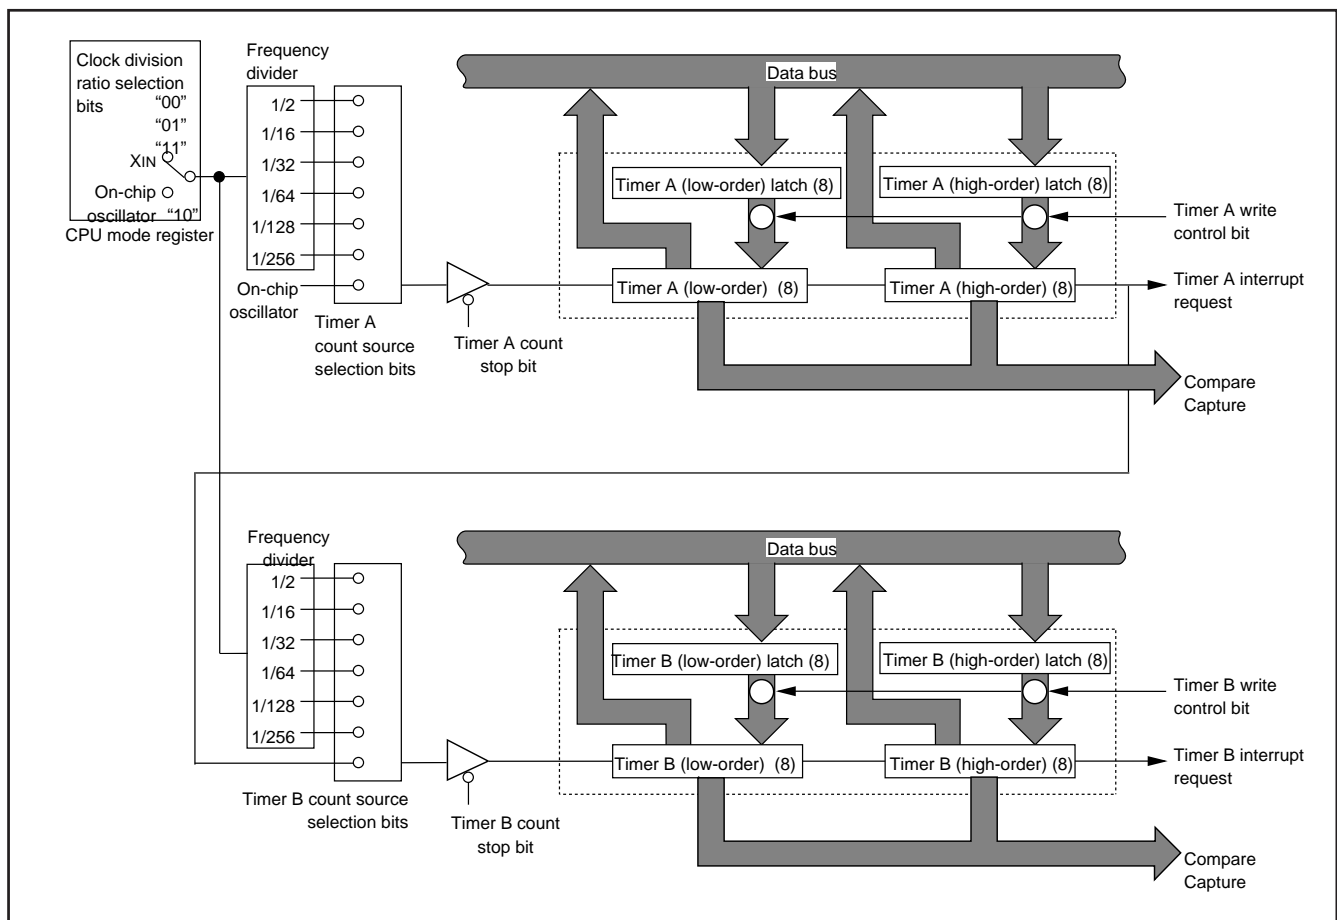 Clock division
ratio selection
bits
“00”
“01”
“11”
XIN
On-chip
oscillator “10”
CPU mode register
Frequency
divider
1/2
1/16
1/32
1/64
1/128
1/256
On-chip
oscillator
Timer A
count source
selection bits
Timer A count
stop bit
Data bus
Timer A (low-order) latch (8)
Timer A (high-order) latch (8)
Timer A (low-order) (8)
Timer A (high-order) (8)
Timer A write
control bit
Timer A interrupt
request
Compare
Capture
Frequency
divider
1/2
1/16
1/32
1/64
1/128
1/256
Timer B count source
selection bits
Timer B count
stop bit
Data bus
Timer B (low-order) latch (8)
Timer B (high-order) latch (8)
Timer B (low-order) (8)
Timer B (high-order) (8)
Timer B write
control bit
Timer B interrupt
request
Compare
Capture